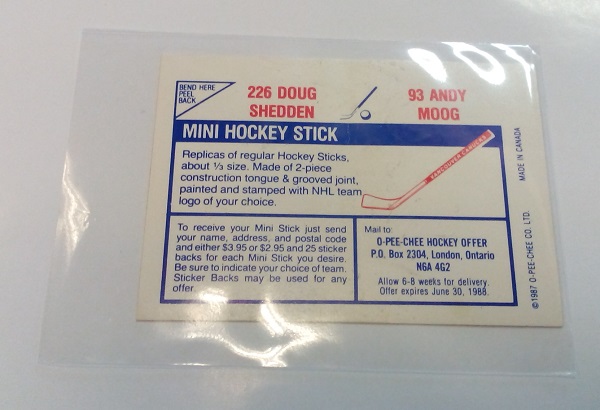 BEND HERE
PEEL
BACK
226 DOUG
SHEDDEN
93 ANDY
MOOG
MINI HOCKEY STICK
Replicas of regular Hockey Sticks,
about ⅓ size. Made of 2-piece
construction tongue & grooved joint,
painted and stamped with NHL team
logo of your choice.
VANCOUVER CANUCKS
To receive your Mini Stick just send
your name, address, and postal code
and either $3.95 or $2.95 and 25 sticker
backs for each Mini Stick you desire.
Be sure to indicate your choice of team.
Sticker Backs may be used for any
offer.
Mail to:
O-PEE-CHEE HOCKEY OFFER
P.O. Box 2304, London, Ontario
N6A 4G2
Allow 6-8 weeks for delivery.
Offer expires June 30, 1988.
©1987 O-PEE-CHEE CO. LTD. MADE IN CANADA